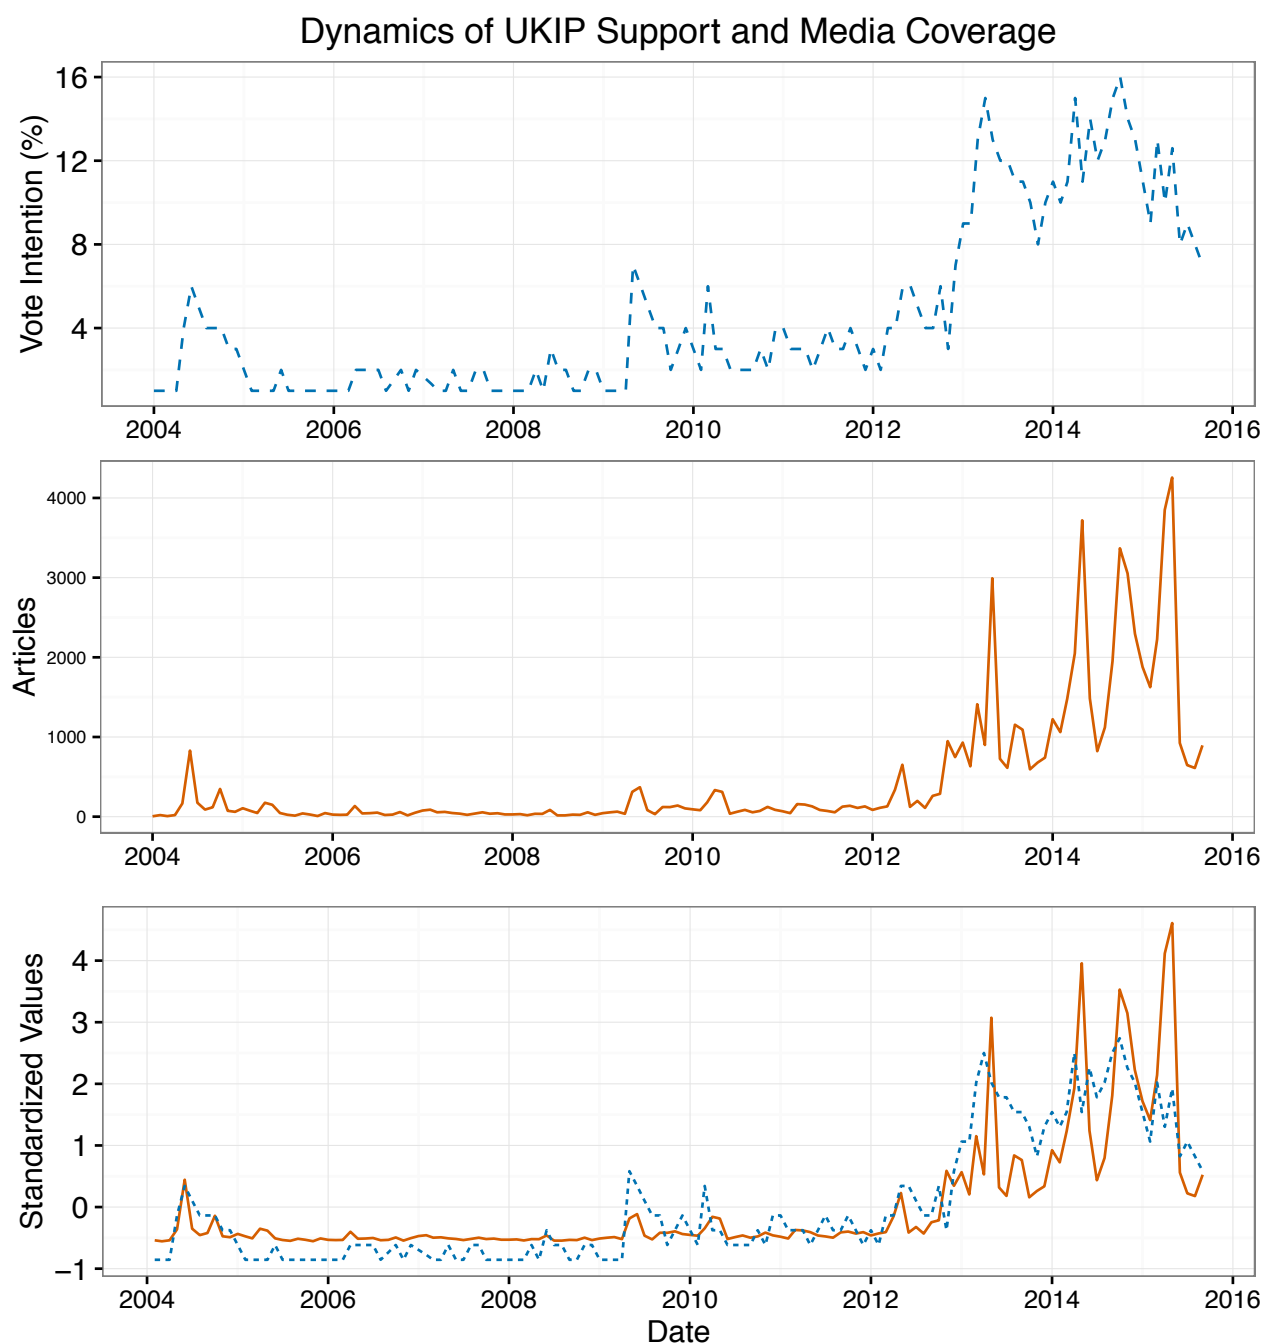 Dynamics of UKIP Support and Media Coverage
Vote Intention (%)
16
12
8
4
2004 2006 2008 2010 2012 2014 2016
Articles
4000
3000
2000
1000
0
2004 2006 2008 2010 2012 2014 2016
Standardized Values
4
3
2
1
0
−1
2004 2006 2008 2010 2012 2014 2016
Date